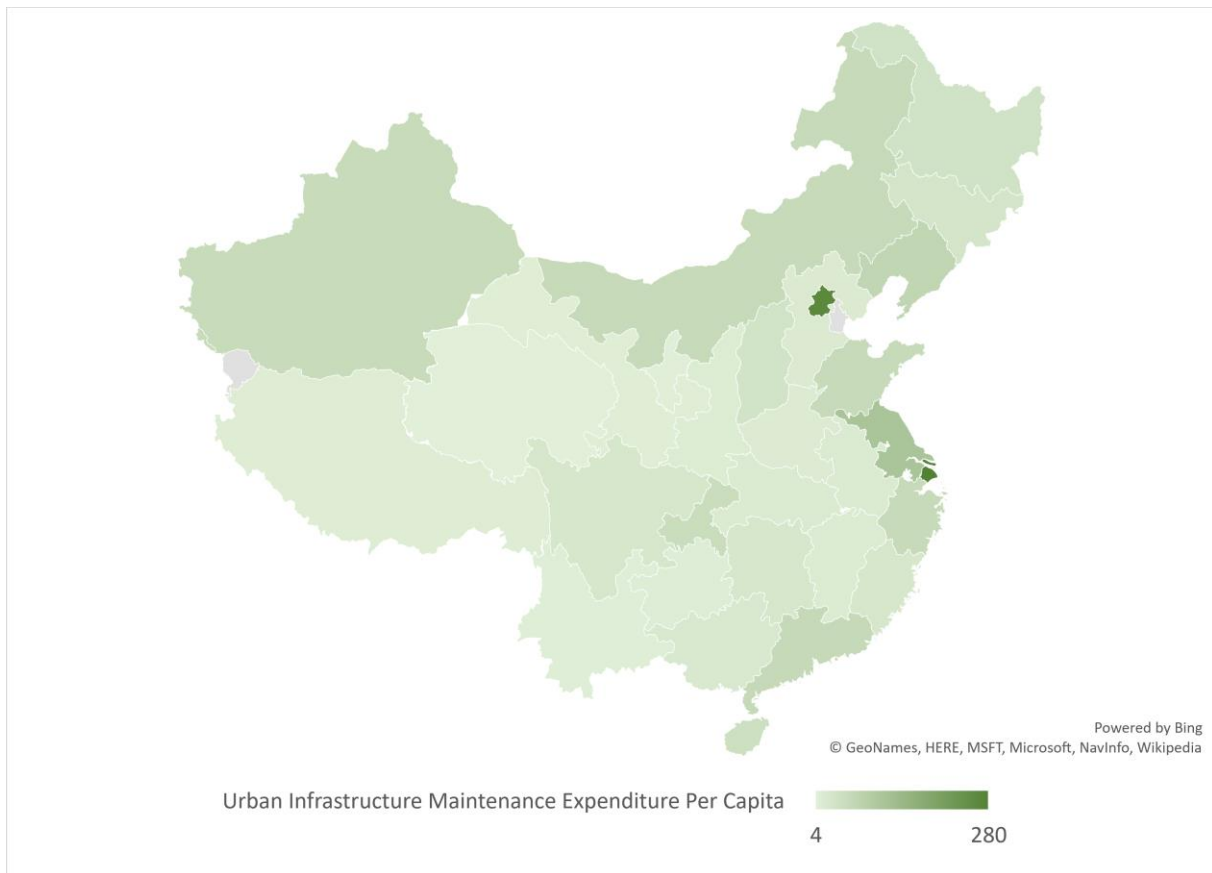 Powered by Bing
© GeoNames, HERE, MSFT, Microsoft, NavInfo, Wikipedia
Urban Infrastructure Maintenance Expenditure Per Capita
4 280